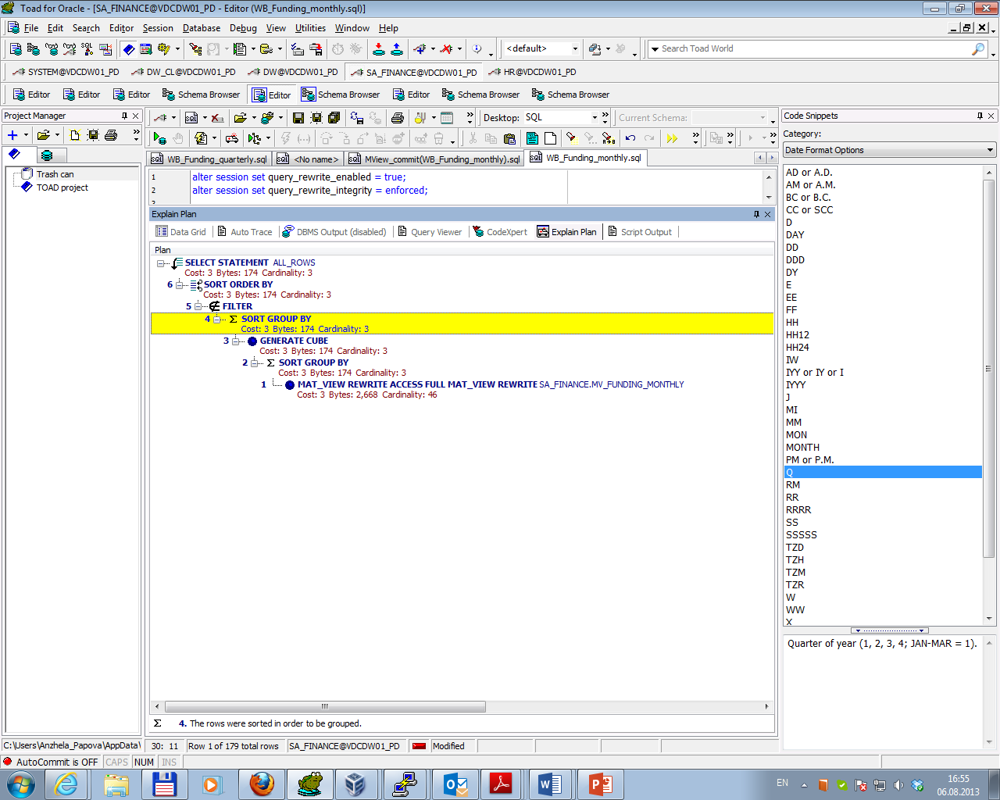 Toad for Oracle - [SA_FINANCE@VDCDW01_PD - Editor (WB_Funding_monthly.sql)]
File Edit Search Editor Session Database Debug View Utilities Window Help
SQL <default> Search Toad World
SYSTEM@VDCDW01_PD DW_CL@VDCDW01_PD DW@VDCDW01_PD SA_FINANCE@VDCDW01_PD HR@VDCDW01_PD
Editor Editor Editor Schema Browser Editor Schema Browser Editor Schema Browser Schema Browser
Project Manager
Desktop: SQL Current Schema:
Trash can
TOAD project
WB_Funding_quarterly.sql <No name> MView_commit(WB_Funding_monthly).sql WB_Funding_monthly.sql
1 alter session set query_rewrite_enabled = true;
2 alter session set query_rewrite_integrity = enforced;
Explain Plan
Data Grid Auto Trace DBMS Output (disabled) Query Viewer CodeXpert Explain Plan Script Output
Plan
SELECT STATEMENT ALL_ROWS
Cost: 3 Bytes: 174 Cardinality: 3
6 SORT ORDER BY
Cost: 3 Bytes: 174 Cardinality: 3
5 FILTER
4 SORT GROUP BY
Cost: 3 Bytes: 174 Cardinality: 3
3 GENERATE CUBE
Cost: 3 Bytes: 174 Cardinality: 3
2 SORT GROUP BY
Cost: 3 Bytes: 174 Cardinality: 3
1 MAT_VIEW REWRITE ACCESS FULL MAT_VIEW REWRITE SA_FINANCE.MV_FUNDING_MONTHLY
Cost: 3 Bytes: 2,668 Cardinality: 46
4. The rows were sorted in order to be grouped.
Code Snippets
Category:
Date Format Options
AD or A.D.
AM or A.M.
BC or B.C.
CC or SCC
D
DAY
DD
DDD
DY
E
EE
FF
HH
HH12
HH24
IW
IYY or IY or I
IYYY
J
MI
MM
MON
MONTH
PM or P.M.
Q
RM
RR
RRRR
SS
SSSSS
TZD
TZH
TZM
TZR
W
WW
X
Quarter of year (1, 2, 3, 4; JAN-MAR = 1).
C:\Users\Anzhela_Papova\AppData\ 30: 11 Row 1 of 179 total rows SA_FINANCE@VDCDW01_PD Modified
AutoCommit is OFF CAPS NUM INS
EN 16:55
06.08.2013